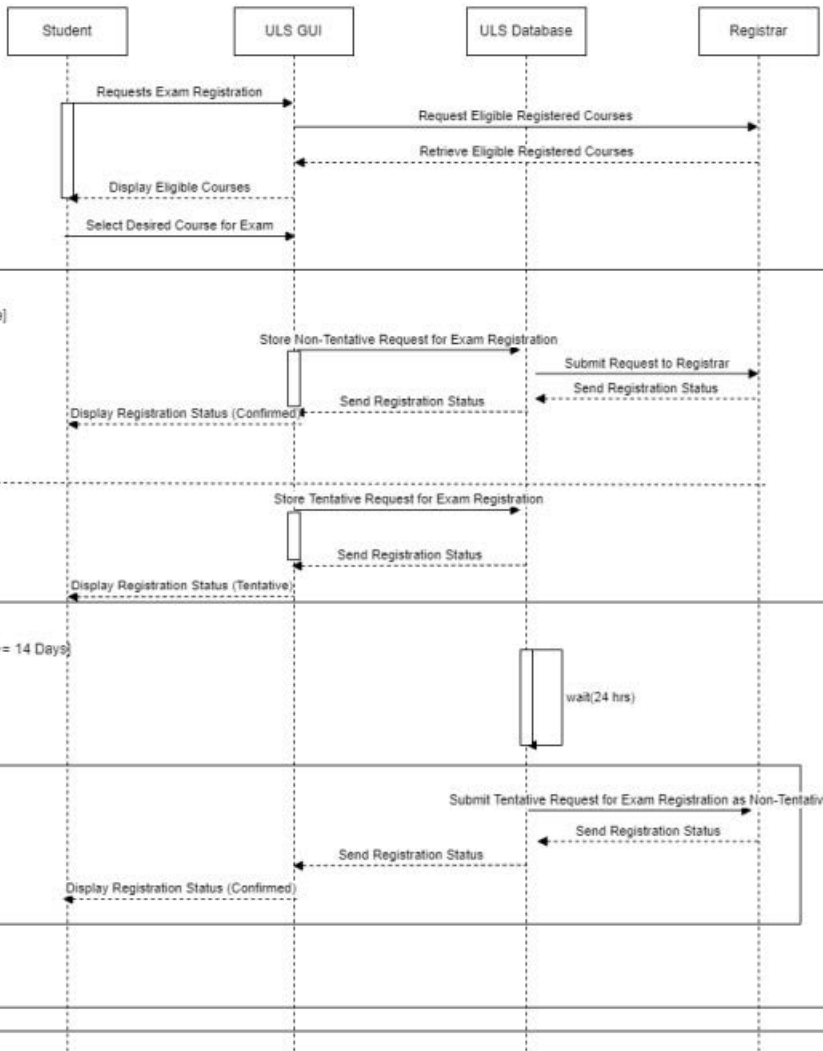 Student
ULS GUI
ULS Database
Registrar
Requests Exam Registration
Request Eligible Registered Courses
Retrieve Eligible Registered Courses
Display Eligible Courses
Select Desired Course for Exam
Store Non-Tentative Request for Exam Registration
Submit Request to Registrar
Send Registration Status
Send Registration Status
Display Registration Status (Confirmed)
Store Tentative Request for Exam Registration
Send Registration Status
Display Registration Status (Tentative)
= 14 Days]
wait(24 hrs)
Submit Tentative Request for Exam Registration as Non-Tentativ
Send Registration Status
Send Registration Status
Display Registration Status (Confirmed)